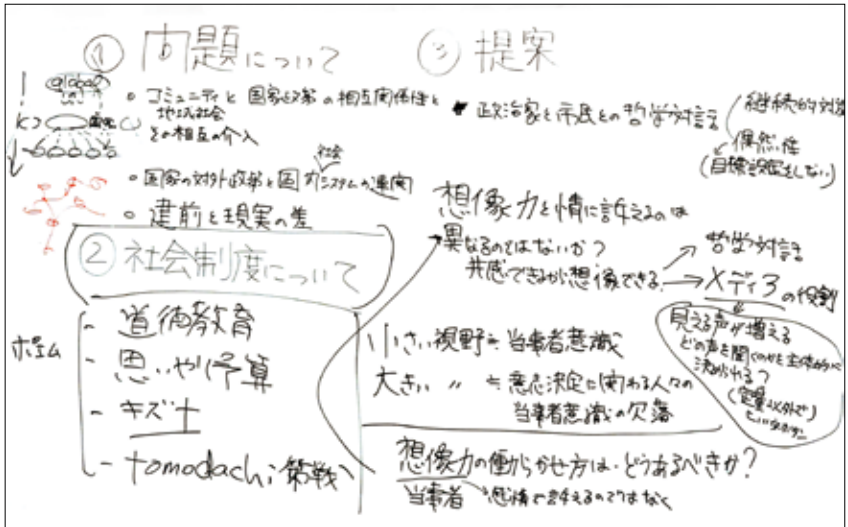 ① 問題について
global
・コミュニティと国家政策の相互関係性と
地域社会
その相互の介入
社会
・国家の対外政策と国内システムの連関
・建前と現実の差
② 社会制度について
ポエム
- 道徳教育
- 思いやり予算
- キズナ
- tomodachi 作戦
③ 提案
政治家と市民との哲学対話
継続的対話
偶然性
(目標設定をしない)
想像力と情に訴えるのは
異なるのではないか?
共感できるから想像できる
→ 哲学対話
→ メディアの役割
見える声が増える
どの声を聞くのかを主体的に
決められる?
(定量以外で)
小さい視野≒当事者意識
大きい 〃 ≒意思決定に関わる人々の
当事者意識の欠落
想像力の働かせ方は、どうあるべきか?
当事者 感情で訴えるのではなく